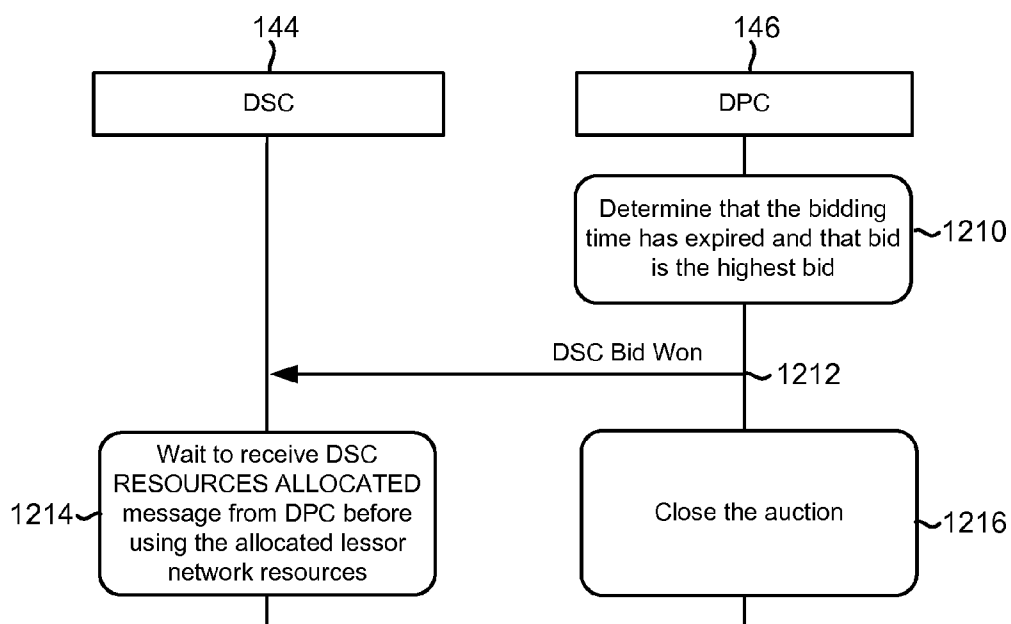 144
146
DSC
DPC
Determine that the bidding
time has expired and that bid
is the highest bid
1210
DSC Bid Won
1212
Wait to receive DSC
RESOURCES ALLOCATED
message from DPC before
using the allocated lessor
network resources
1214
Close the auction
1216